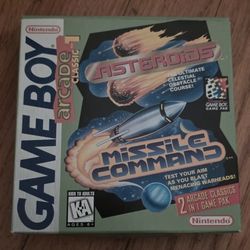 Nintendo
GAME BOY
arcade
CLASSIC 1
ASTEROIDS
THE ULTIMATE
CELESTIAL
OBSTACLE
COURSE!
GAME BOY
GAME PAK
MISSILE
COMMAND
TEST YOUR AIM
AS YOU BLAST
MENACING WARHEADS!
KIDS TO ADULTS
KA
AGES 6+
2 ARCADE CLASSICS
IN 1 GAME PAK
Nintendo